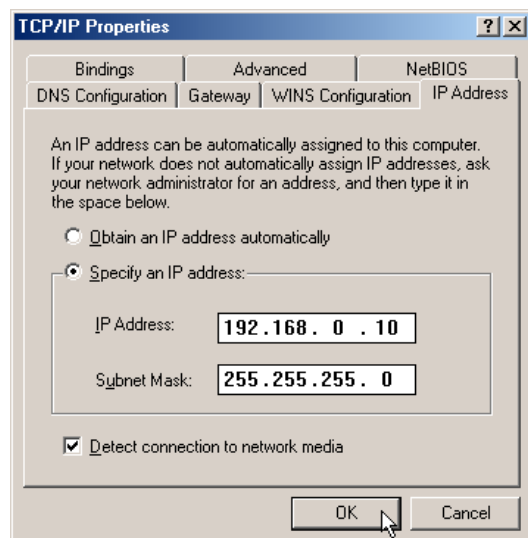 TCP/IP Properties
Bindings Advanced NetBIOS
DNS Configuration Gateway WINS Configuration IP Address
An IP address can be automatically assigned to this computer.
If your network does not automatically assign IP addresses, ask
your network administrator for an address, and then type it in
the space below.
Obtain an IP address automatically
Specify an IP address:
IP Address: 192.168. 0 .10
Subnet Mask: 255.255.255. 0
Detect connection to network media
OK Cancel